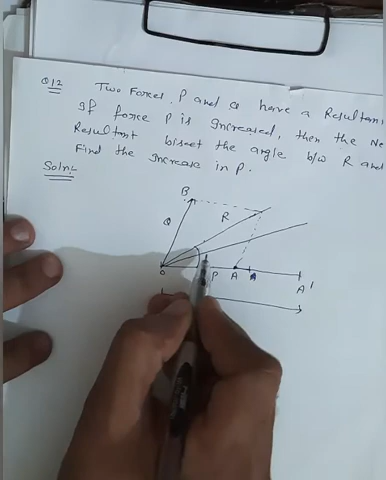 Q12 Two Forces, P and Q have a Resultant
If force P is Increased, then the Ne
Resultant bisect the angle b/w R and
Find the Increase in P.
Soln:-
B
R
Q
O P A A A'